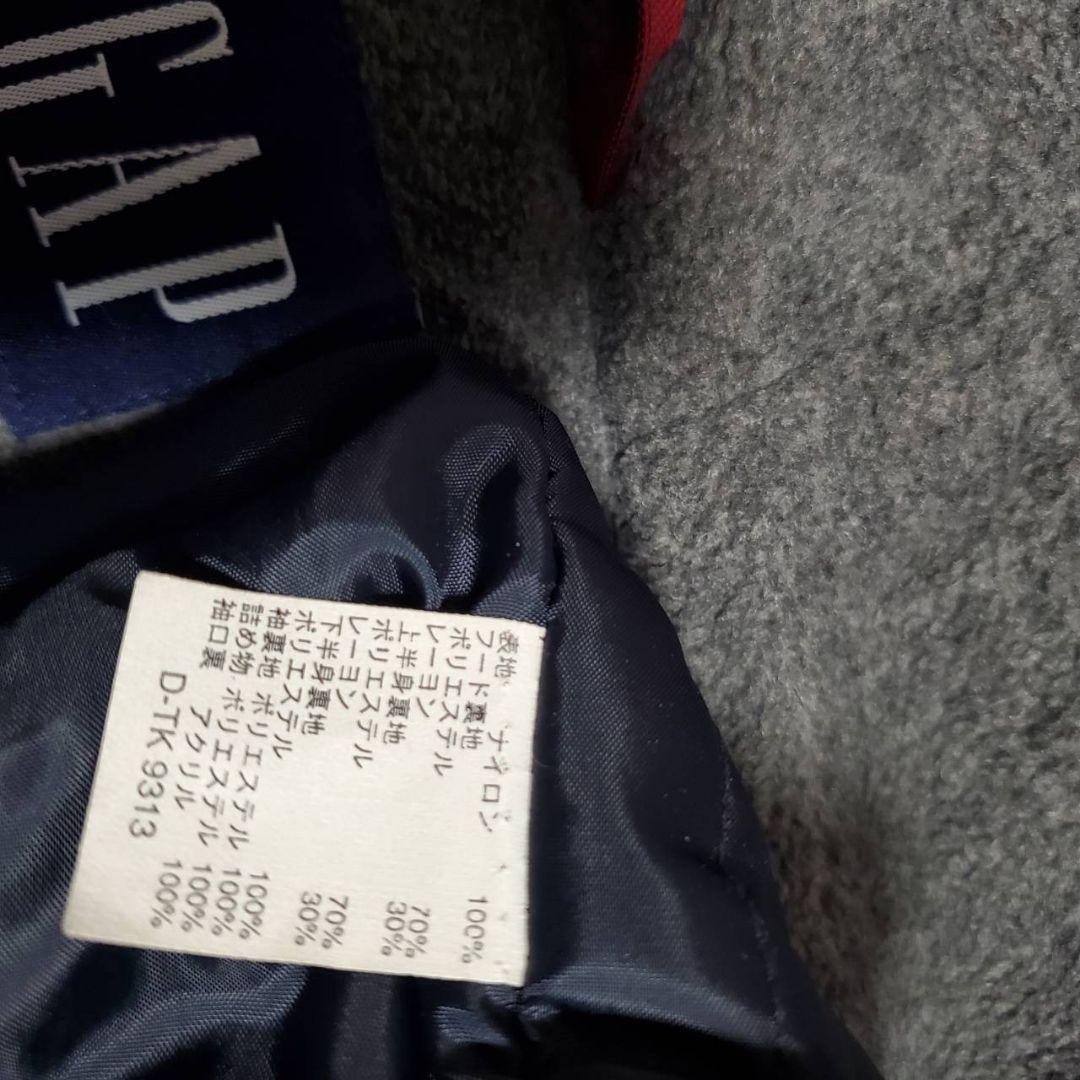 GAP
表地 ナイロン 100%
フード裏地
ポリエステル 70%
レーヨン 30%
上半身裏地
ポリエステル 70%
レーヨン 30%
下半身裏地
ポリエステル 100%
袖裏地 ポリエステル 100%
詰め物 ポリエステル 100%
袖口裏 アクリル 100%
D-TK 9313